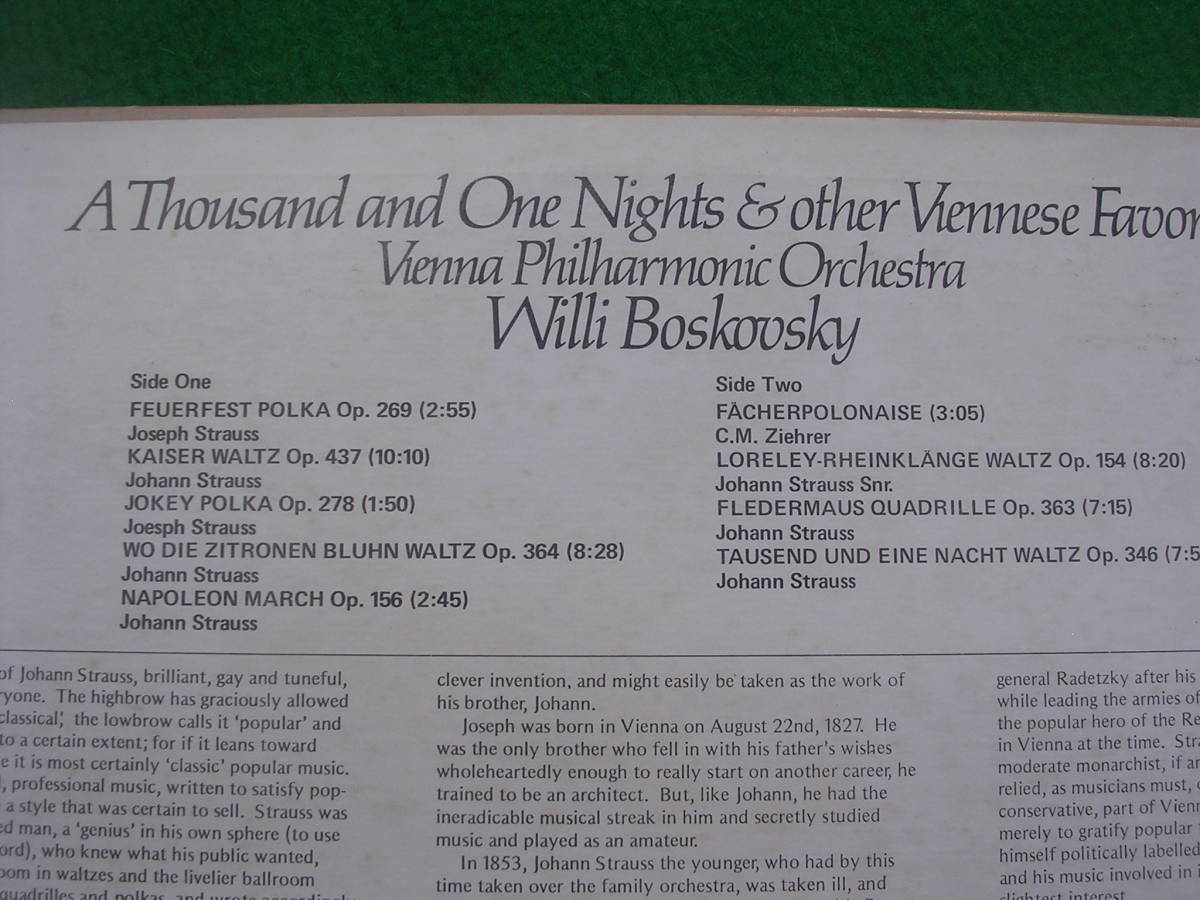 A Thousand and One Nights & other Viennese Favor
Vienna Philharmonic Orchestra
Willi Boskovsky
Side One
FEUERFEST POLKA Op. 269 (2:55)
Joseph Strauss
KAISER WALTZ Op. 437 (10:10)
Johann Strauss
JOKEY POLKA Op. 278 (1:50)
Joesph Strauss
WO DIE ZITRONEN BLUHN WALTZ Op. 364 (8:28)
Johann Struass
NAPOLEON MARCH Op. 156 (2:45)
Johann Strauss
Side Two
FÄCHERPOLONAISE (3:05)
C.M. Ziehrer
LORELEY-RHEINKLÄNGE WALTZ Op. 154 (8:20)
Johann Strauss Snr.
FLEDERMAUS QUADRILLE Op. 363 (7:15)
Johann Strauss
TAUSEND UND EINE NACHT WALTZ Op. 346 (7:5
Johann Strauss
of Johann Strauss, brilliant, gay and tuneful,
ryone. The highbrow has graciously allowed
classical', the lowbrow calls it 'popular' and
to a certain extent; for if it leans toward
e it is most certainly 'classic' popular music.
, professional music, written to satisfy pop-
a style that was certain to sell. Strauss was
ed man, a 'genius' in his own sphere (to use
ord), who knew what his public wanted,
oom in waltzes and the livelier ballroom
quadrilles and polkas, and wrote accordingly
clever invention, and might easily be taken as the work of
his brother, Johann.
Joseph was born in Vienna on August 22nd, 1827. He
was the only brother who fell in with his father's wishes
wholeheartedly enough to really start on another career, he
trained to be an architect. But, like Johann, he had the
ineradicable musical streak in him and secretly studied
music and played as an amateur.
In 1853, Johann Strauss the younger, who had by this
time taken over the family orchestra, was taken ill, and
general Radetzky after his
while leading the armies of
the popular hero of the Re
in Vienna at the time. Stra
moderate monarchist, if an
relied, as musicians must,
conservative, part of Vienn
merely to gratify popular
himself politically labelled
and his music involved in i
slightest interest